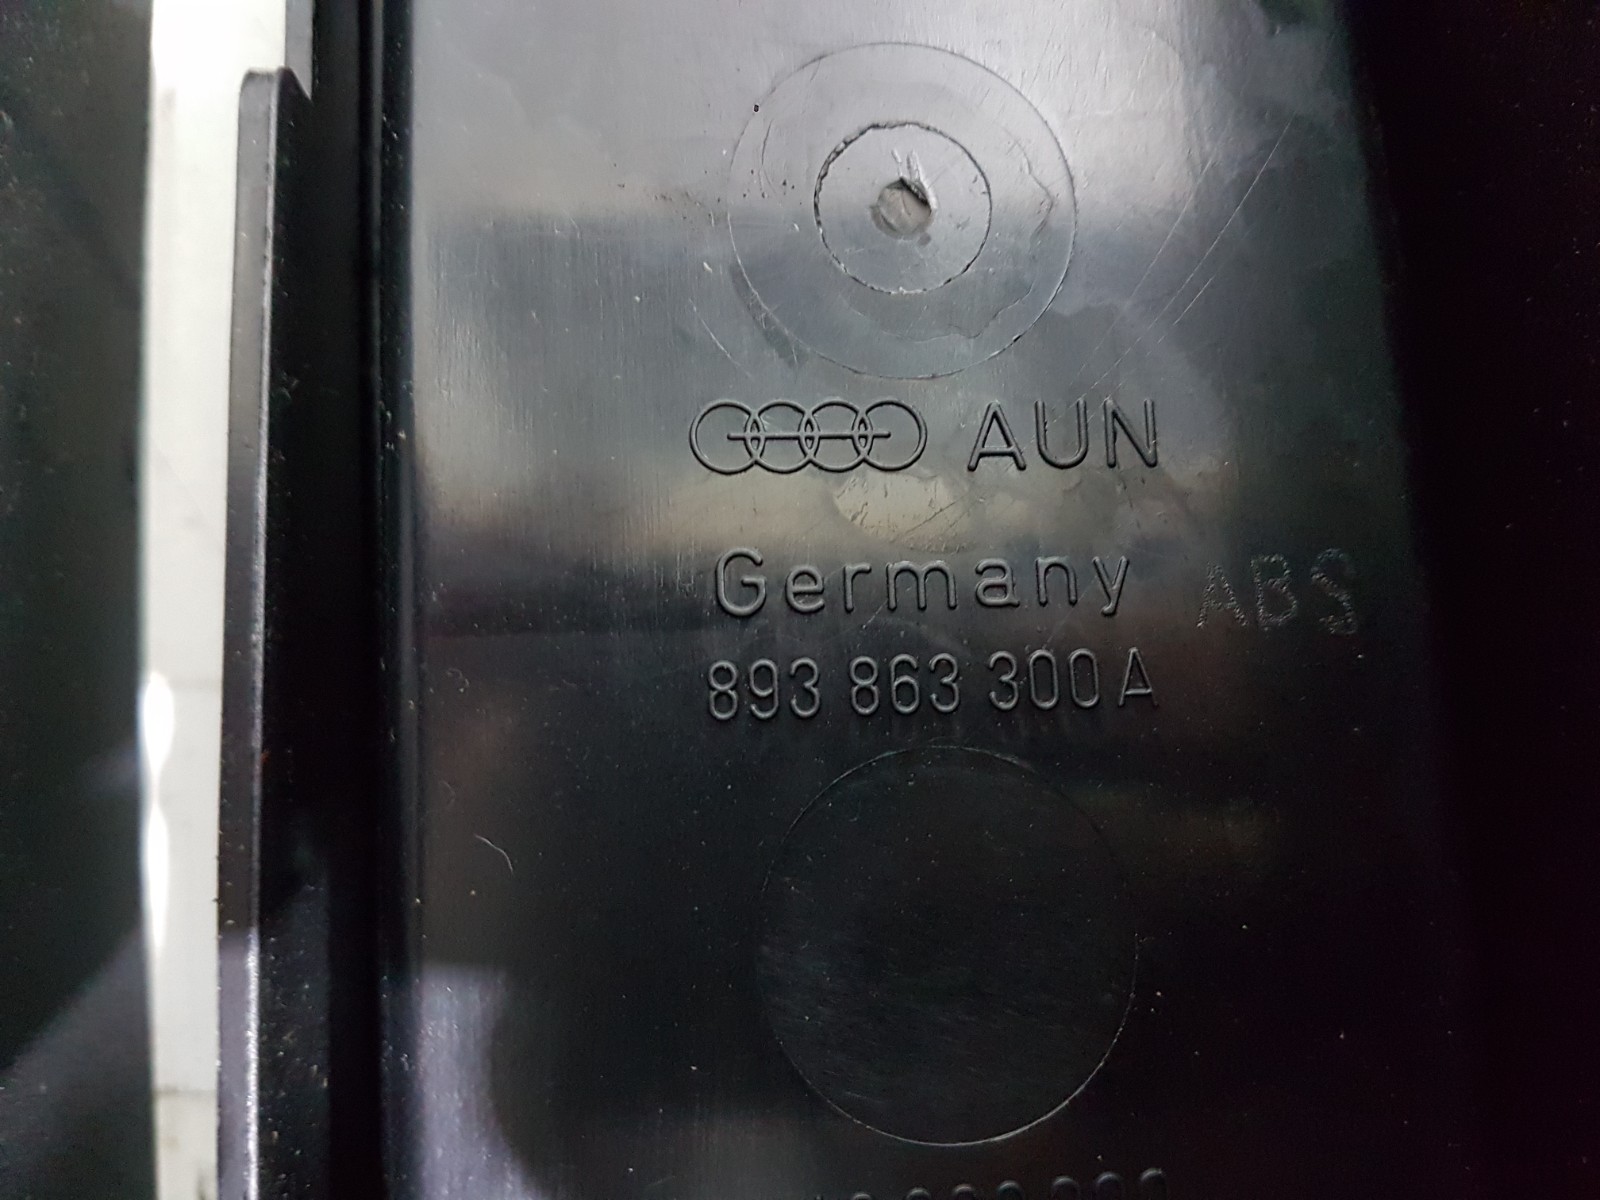 AUN
Germany ABS
893 863 300 A